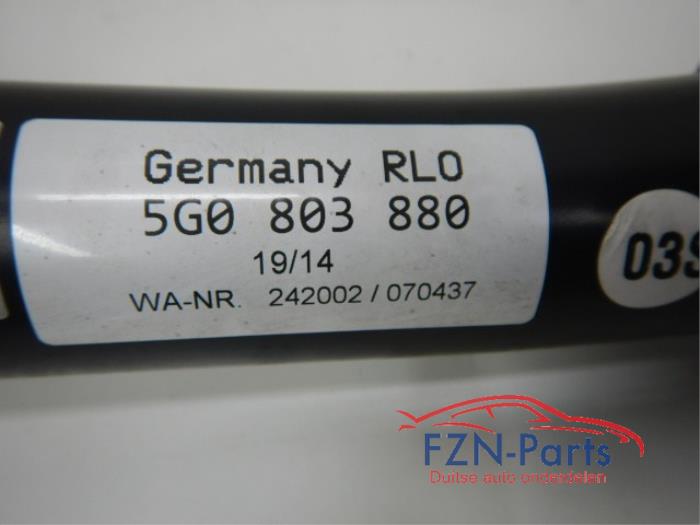 Germany RLO
5G0 803 880
19/14
WA-NR. 242002 / 070437
FZN-Parts
Duitse auto onderdelen